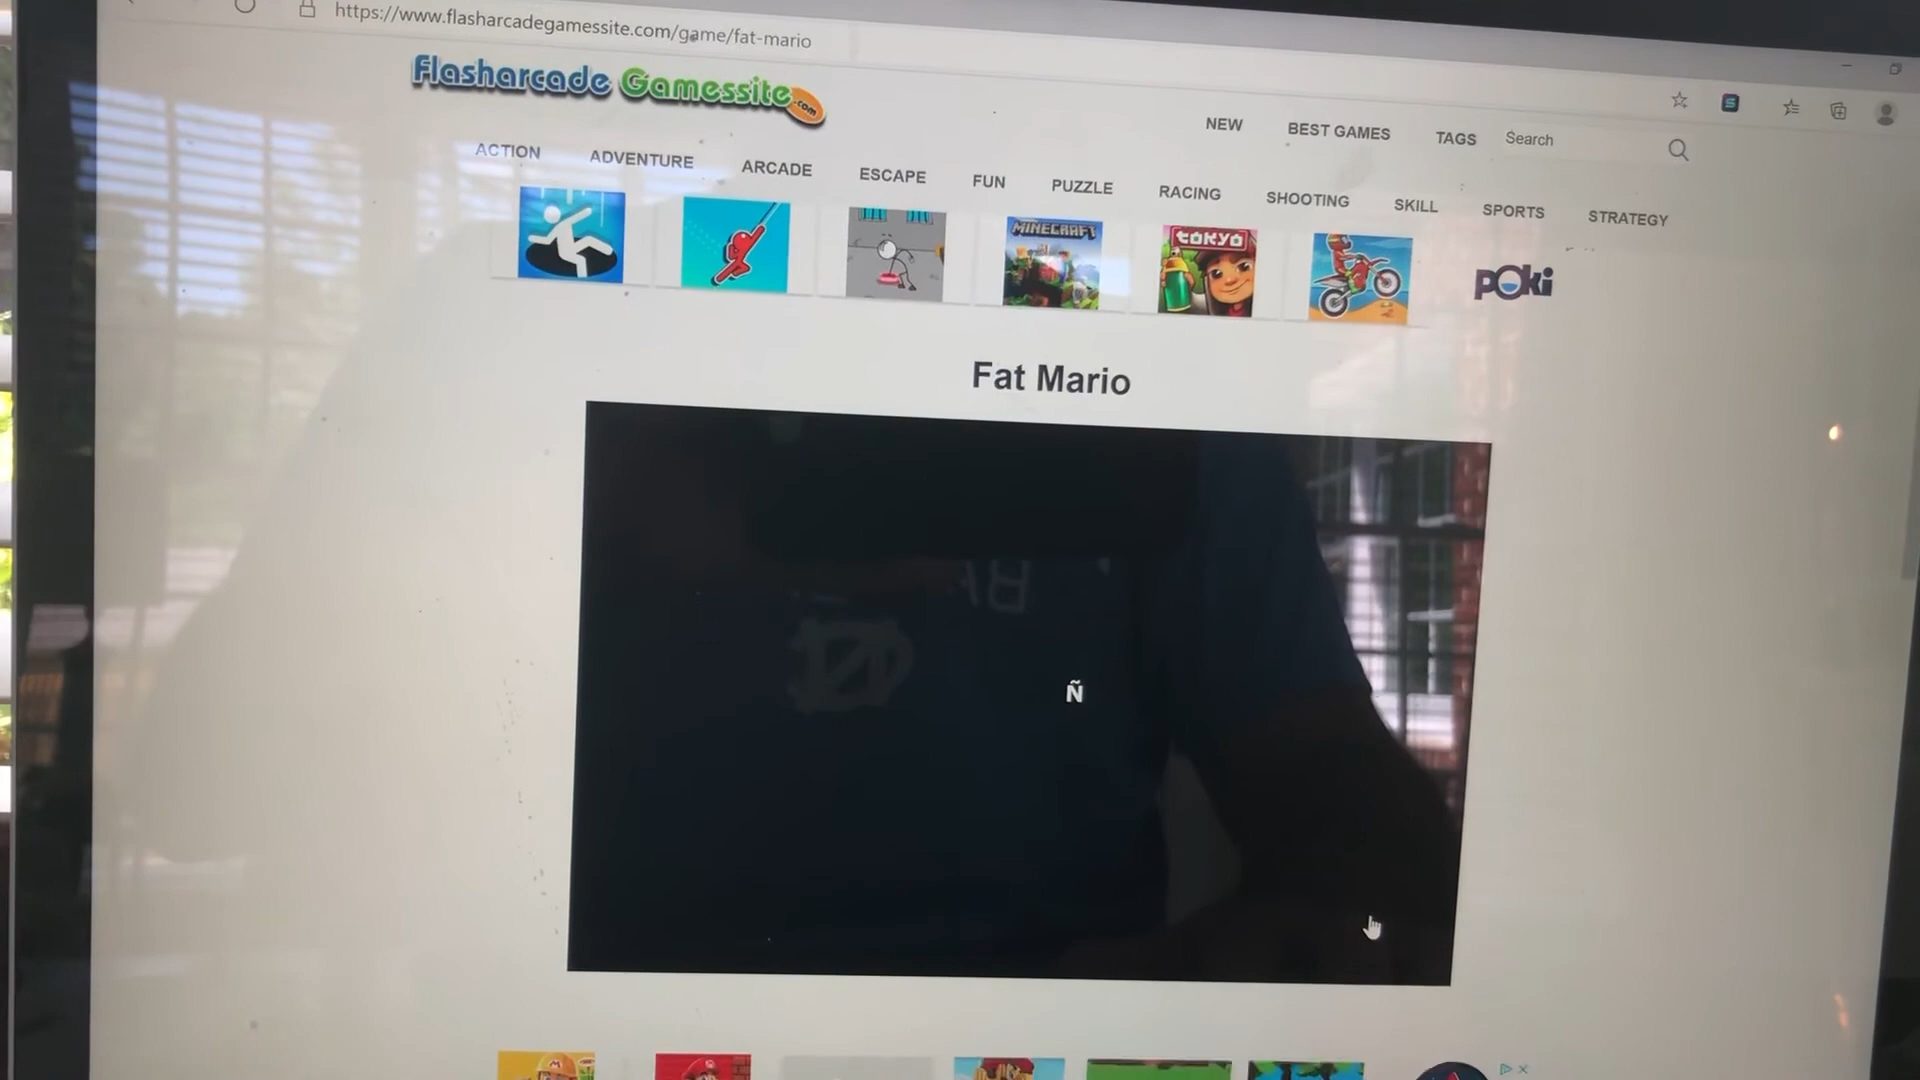 https://www.flasharcadegamessite.com/game/fat-mario
Flasharcade Gamessite.com
NEW BEST GAMES TAGS Search
ACTION ADVENTURE ARCADE ESCAPE FUN PUZZLE RACING SHOOTING SKILL SPORTS STRATEGY
MINECRAFT
TOKYO
POKi
Fat Mario
Ñ